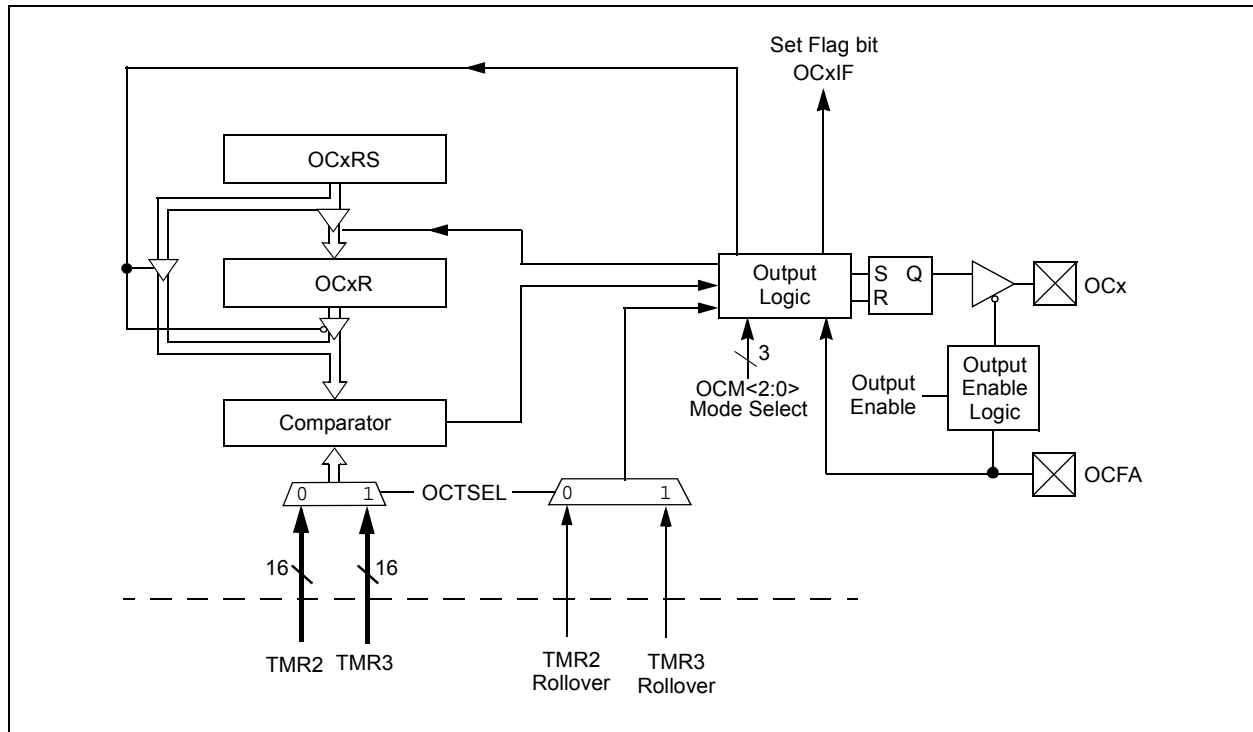 Set Flag bit
OCxIF
OCxRS
OCxR
Output
Logic
S Q
R
OCx
3
OCM<2:0>
Mode Select
Output
Enable
Output
Enable
Logic
Comparator
OCFA
0 1
OCTSEL
0 1
16
16
TMR2
TMR3
TMR2
Rollover
TMR3
Rollover